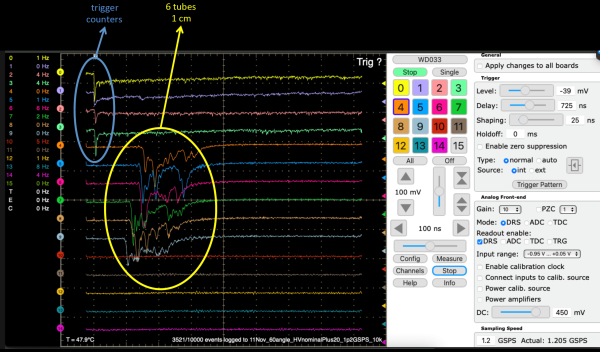 trigger
counters
6 tubes
1 cm
Trig ?
0 1 Hz
1 0 Hz
2 4 Hz
3 4 Hz
4 0 Hz
5 1 Hz
6 6 Hz
7 2 Hz
8 0 Hz
9 0 Hz
10 5 Hz
11 0 Hz
12 1 Hz
13 8 Hz
14 4 Hz
15 0 Hz
T 0 Hz
E 0 Hz
C 0 Hz
T = 47.9°C
3521/10000 events logged to 11Nov_60angle_HVnominalPlus20_1p2GSPS_10k
WD033
Stop Single
0 1 2 3
4 5 6 7
8 9 10 11
12 13 14 15
All Off
100 mV
100 ns
Config Measure
Channels Stop
Help Info
General
Apply changes to all boards
Trigger
Level: -39 mV
Delay: 725 ns
Shaping: 25 ns
Holdoff: 0 ms
Enable zero suppression
Type: normal auto
Source: int ext
Trigger Pattern
Analog Front-end
Gain: 10 PZC 1
Mode: DRS ADC TDC
Readout enable:
DRS ADC TDC TRG
Input range: -0.95 V ... +0.05 V
Enable calibration clock
Connect inputs to calib. source
Power calib. source
Power amplifiers
DC: 450 mV
Sampling Speed
1.2 GSPS Actual: 1.205 GSPS